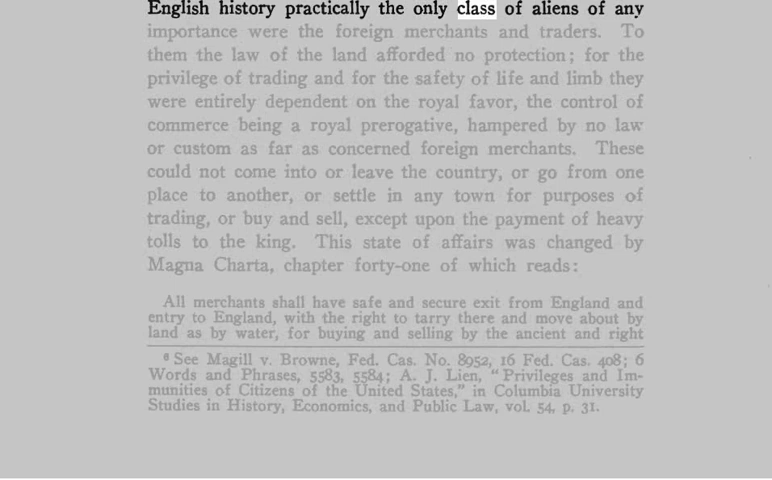 English history practically the only class of aliens of any
importance were the foreign merchants and traders. To
them the law of the land afforded no protection; for the
privilege of trading and for the safety of life and limb they
were entirely dependent on the royal favor, the control of
commerce being a royal prerogative, hampered by no law
or custom as far as concerned foreign merchants. These
could not come into or leave the country, or go from one
place to another, or settle in any town for purposes of
trading, or buy and sell, except upon the payment of heavy
tolls to the king. This state of affairs was changed by
Magna Charta, chapter forty-one of which reads:
All merchants shall have safe and secure exit from England and
entry to England, with the right to tarry there and move about by
land as by water, for buying and selling by the ancient and right
⁶ See Magill v. Browne, Fed. Cas. No. 8952, 16 Fed. Cas. 408; 6
Words and Phrases, 5583, 5584; A. J. Lien, “Privileges and Im-
munities of Citizens of the United States,” in Columbia University
Studies in History, Economics, and Public Law, vol. 54, p. 31.